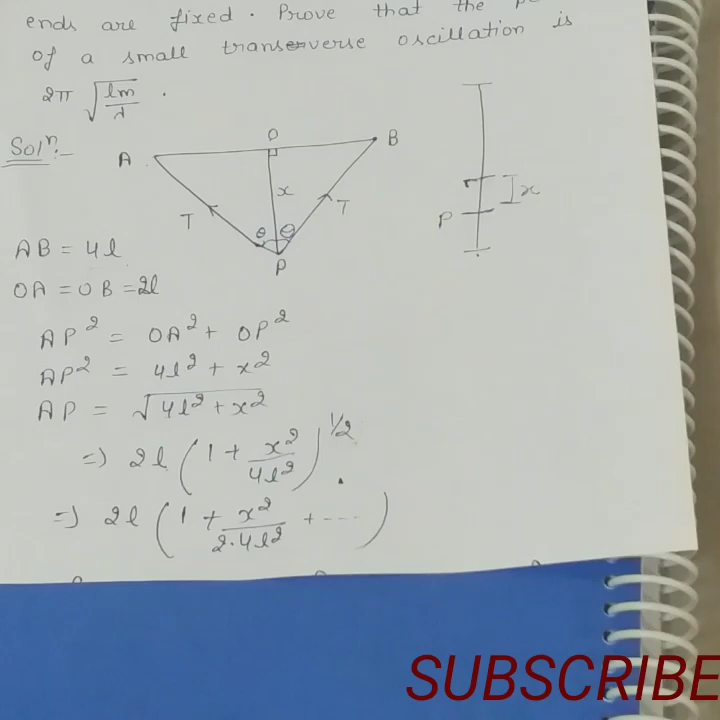 ends are fixed. Prove that the
of a small transverse oscillation is
2π √(lm/λ) .
Solⁿ:-
A
O
B
x
T
T
θ
θ
P
x
P
AB = 4l
OA = OB = 2l
AP² = OA² + OP²
AP² = 4l² + x²
AP = √(4l² + x²)
=> 2l (1 + x²/4l²)^1/2 .
=> 2l (1 + x²/2·4l² + ----)
SUBSCRIBE